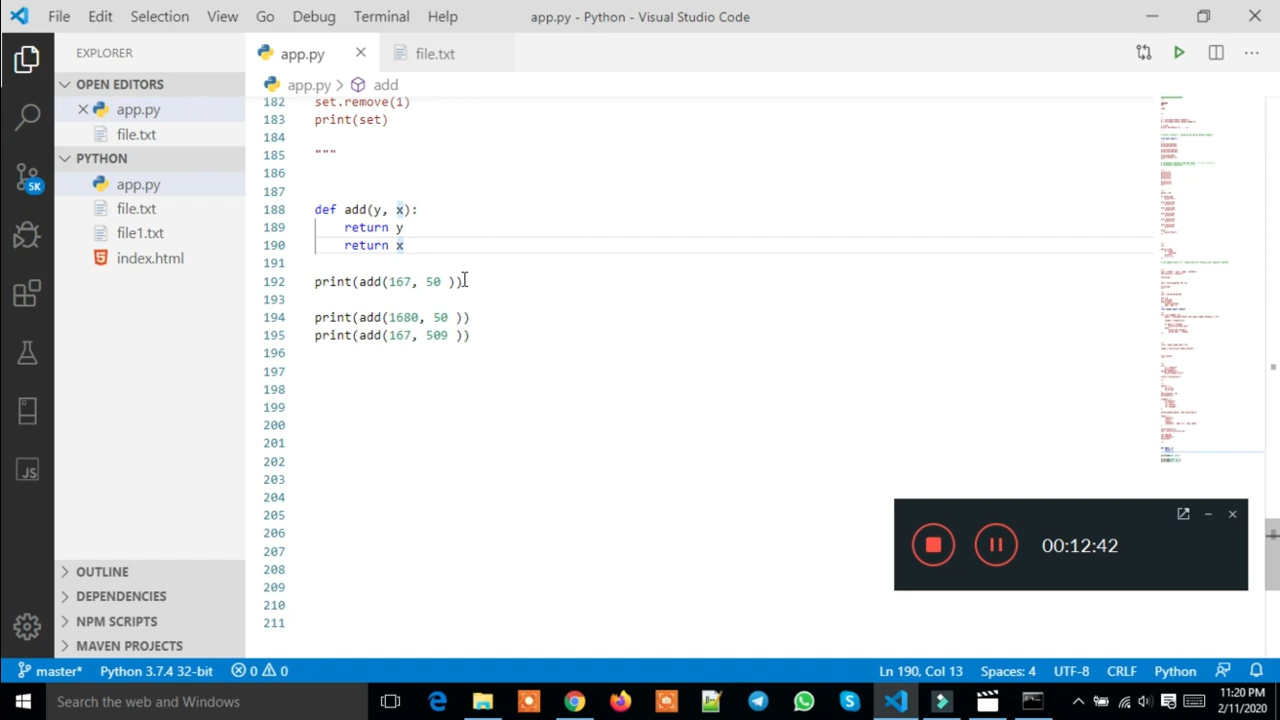 File Edit Selection View Go Debug Terminal Help app.py - Python - Visual Studio Code
EXPLORER
app.py
file.txt
OPEN EDITORS
app.py > add
app.py
file.txt
PYTHON
app.py
file.txt
file1.txt
index.html
5K
JS
182 set.remove(1)
183 print(set)
184
185 """
186
187
188 def add(y, x):
189 return y
190 return x
191
192 print(add(167, 50 ))
193
194 print(add(1680, 50 ))
195 print(add(167, 509 ))
196
197
198
199
200
201
202
203
204
205
206
207
208
209
210
211
00:12:42
OUTLINE
DEPENDENCIES
NPM SCRIPTS
MAVEN PROJECTS
master* Python 3.7.4 32-bit 0 0 Ln 190, Col 13 Spaces: 4 UTF-8 CRLF Python
Search the web and Windows
11:20 PM
2/11/2020